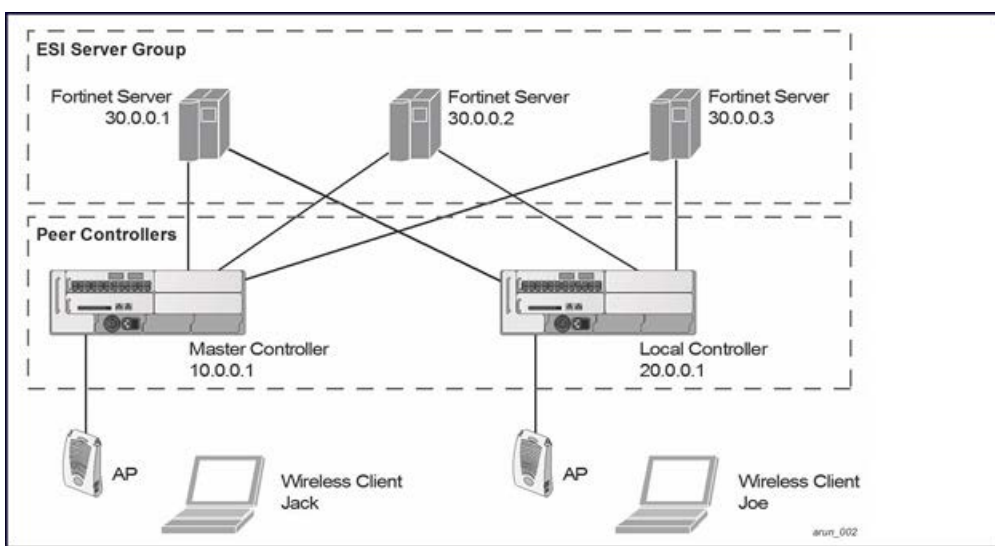 ESI Server Group
Fortinet Server
30.0.0.1
Fortinet Server
30.0.0.2
Fortinet Server
30.0.0.3
Peer Controllers
Master Controller
10.0.0.1
Local Controller
20.0.0.1
AP
Wireless Client
Jack
AP
Wireless Client
Joe
arun_002